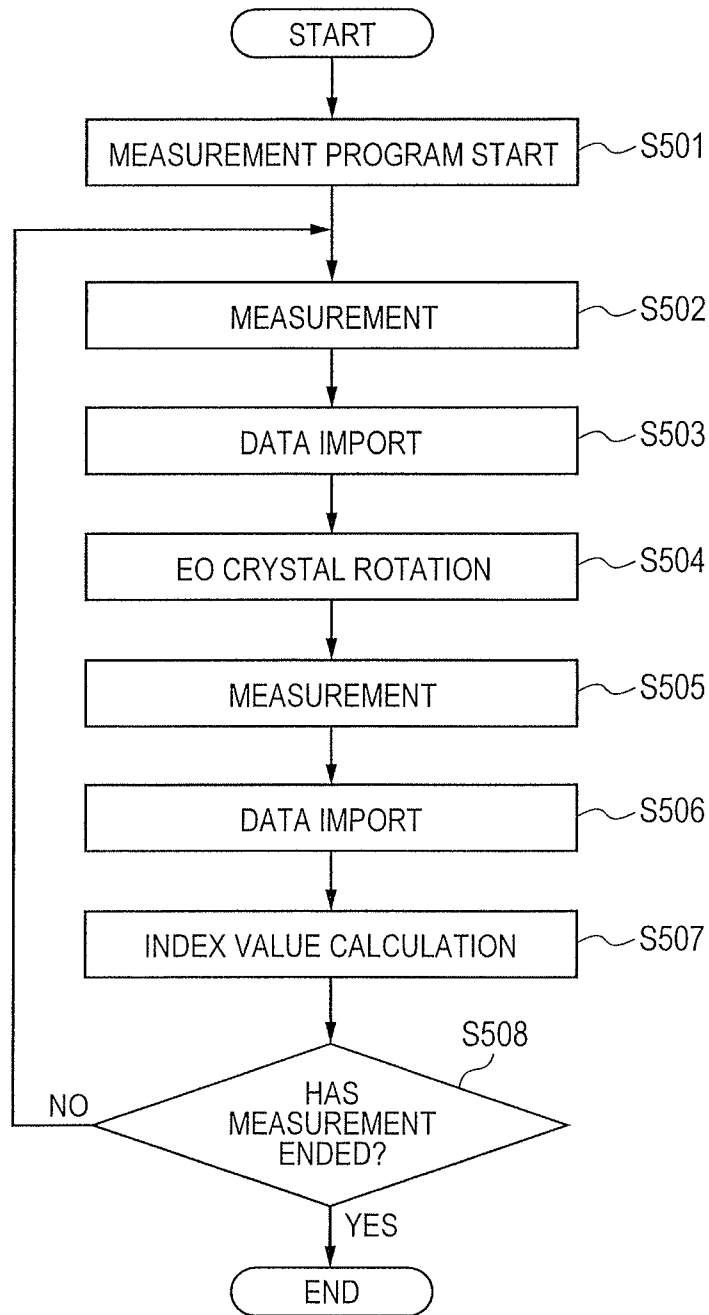 START
MEASUREMENT PROGRAM START
S501
MEASUREMENT
S502
DATA IMPORT
S503
EO CRYSTAL ROTATION
S504
MEASUREMENT
S505
DATA IMPORT
S506
INDEX VALUE CALCULATION
S507
S508
HAS
MEASUREMENT
ENDED?
NO
YES
END